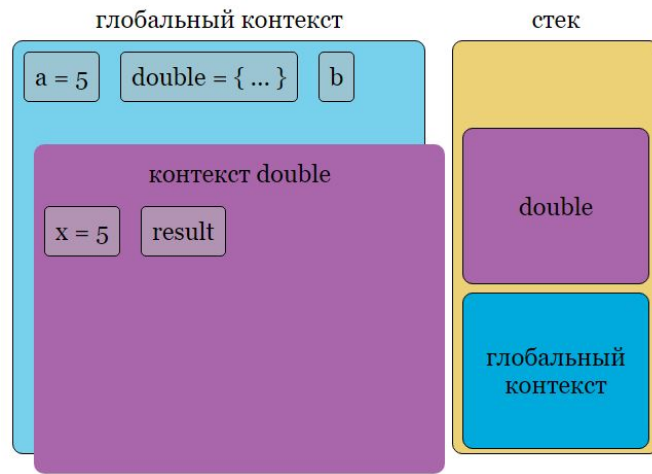 глобальный контекст
стек
a = 5
double = { ... }
b
контекст double
x = 5
result
double
глобальный
контекст